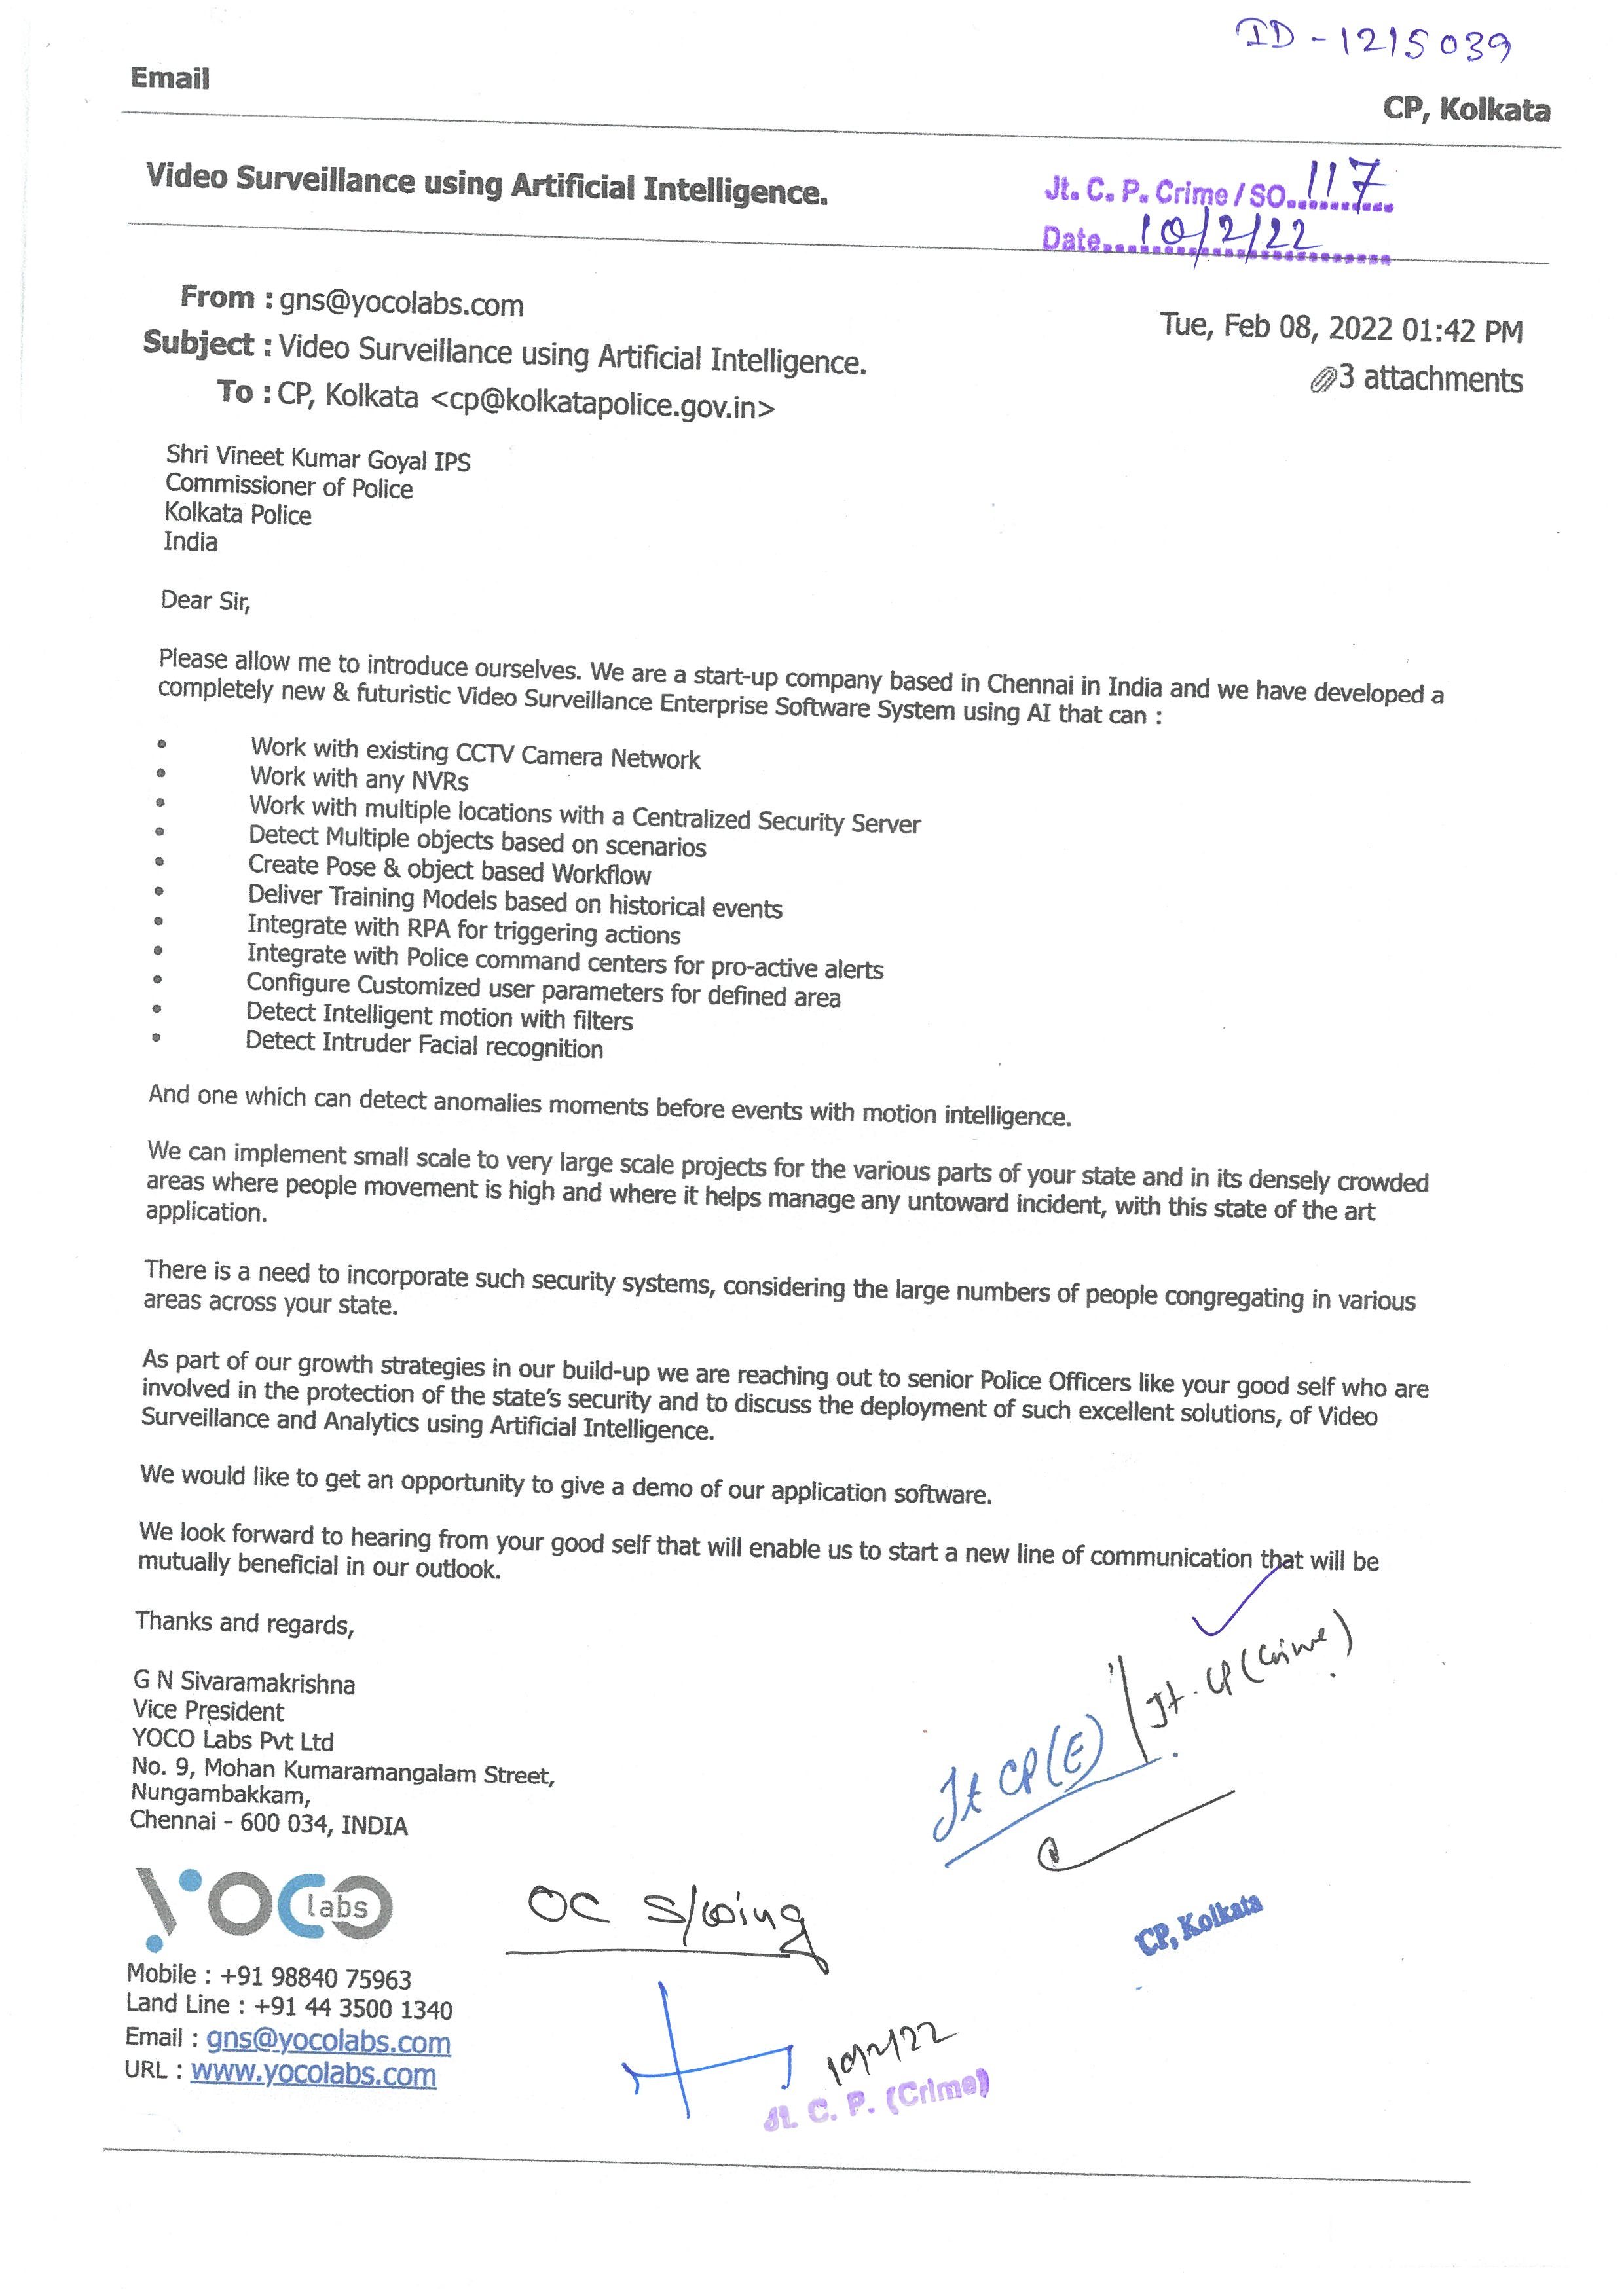 ID - 1215039
Email
CP, Kolkata
Video Surveillance using Artificial Intelligence.
Jt. C. P. Crime / SO. 117
Date 10/2/22
From : gns@yocolabs.com
Tue, Feb 08, 2022 01:42 PM
Subject : Video Surveillance using Artificial Intelligence.
3 attachments
To : CP, Kolkata <cp@kolkatapolice.gov.in>
Shri Vineet Kumar Goyal IPS
Commissioner of Police
Kolkata Police
India
Dear Sir,
Please allow me to introduce ourselves. We are a start-up company based in Chennai in India and we have developed a
completely new & futuristic Video Surveillance Enterprise Software System using AI that can :
• Work with existing CCTV Camera Network
• Work with any NVRs
• Work with multiple locations with a Centralized Security Server
• Detect Multiple objects based on scenarios
• Create Pose & object based Workflow
• Deliver Training Models based on historical events
• Integrate with RPA for triggering actions
• Integrate with Police command centers for pro-active alerts
• Configure Customized user parameters for defined area
• Detect Intelligent motion with filters
• Detect Intruder Facial recognition
And one which can detect anomalies moments before events with motion intelligence.
We can implement small scale to very large scale projects for the various parts of your state and in its densely crowded
areas where people movement is high and where it helps manage any untoward incident, with this state of the art
application.
There is a need to incorporate such security systems, considering the large numbers of people congregating in various
areas across your state.
As part of our growth strategies in our build-up we are reaching out to senior Police Officers like your good self who are
involved in the protection of the state's security and to discuss the deployment of such excellent solutions, of Video
Surveillance and Analytics using Artificial Intelligence.
We would like to get an opportunity to give a demo of our application software.
We look forward to hearing from your good self that will enable us to start a new line of communication that will be
mutually beneficial in our outlook.
Thanks and regards,
G N Sivaramakrishna
Vice President
YOCO Labs Pvt Ltd
No. 9, Mohan Kumaramangalam Street,
Nungambakkam,
Chennai - 600 034, INDIA
Jt CP(E) / Jt. CP (Crime)
YOCO labs
OC S/wing
CP, Kolkata
Mobile : +91 98840 75963
Land Line : +91 44 3500 1340
Email : gns@yocolabs.com
URL : www.yocolabs.com
10/2/22
Jt. C. P. (Crime)